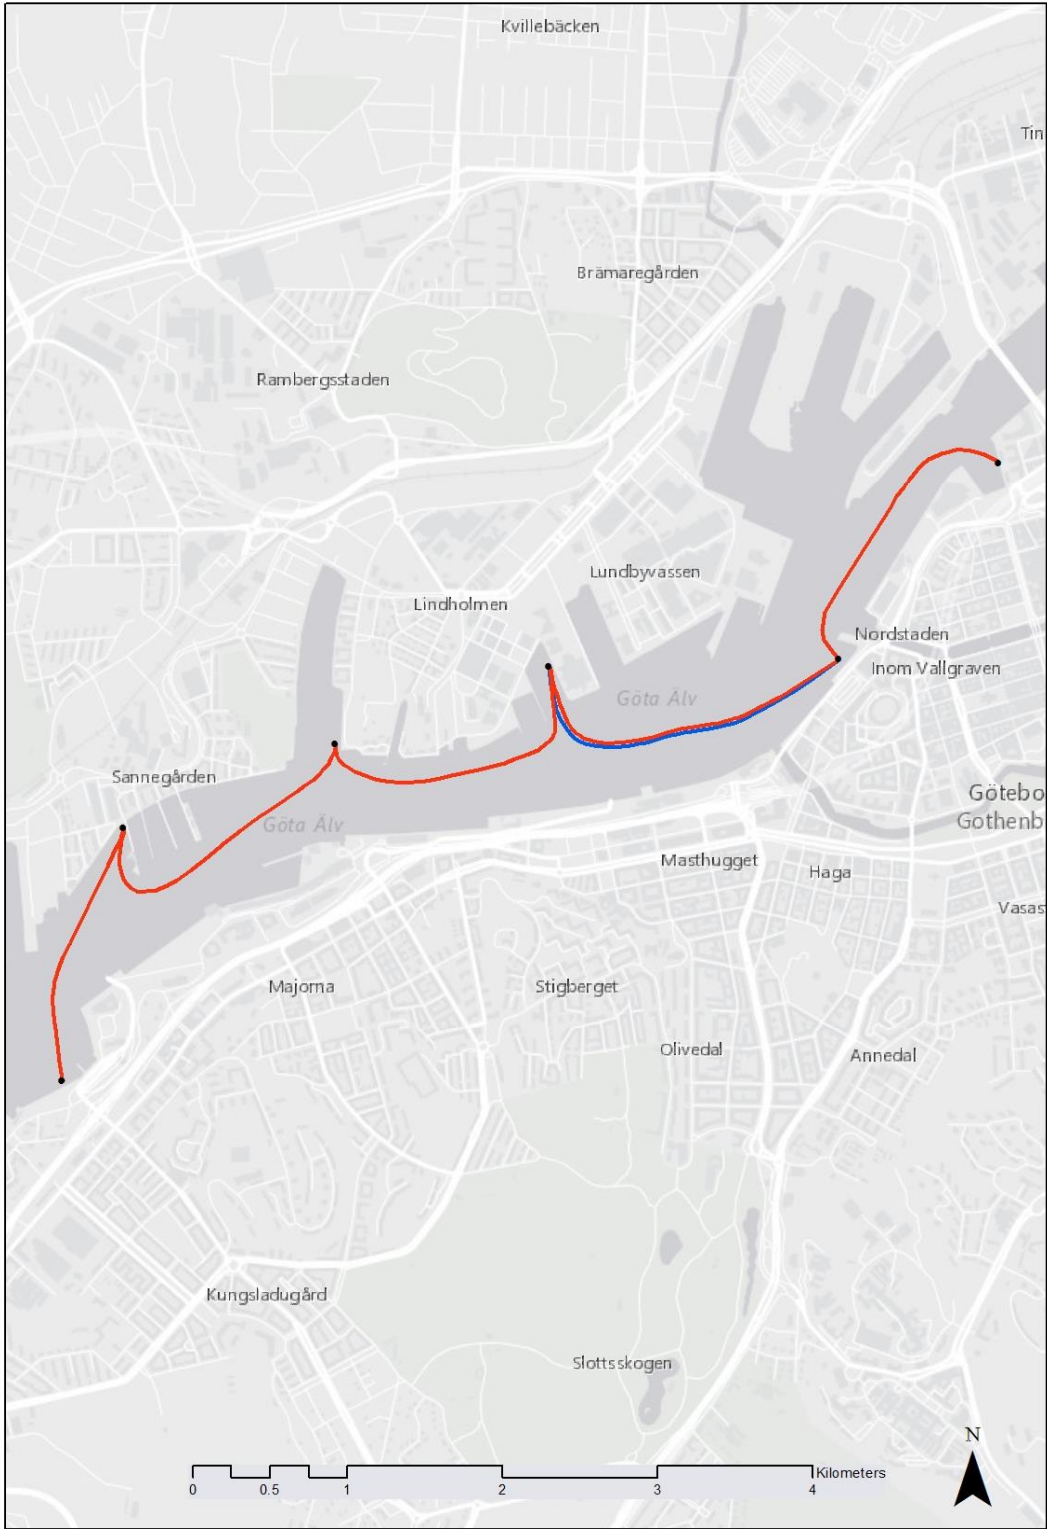 Kvillebäcken
Tin
Brämaregården
Rambergsstaden
Lundbyvassen
Lindholmen
Nordstaden
Inom Vallgraven
Göta Älv
Sannegården
Götebo
Gothenb
Göta Älv
Masthugget
Haga
Vasas
Majorna
Stigberget
Olivedal
Annedal
Kungsladugård
Slottsskogen
N
Kilometers
0 0.5 1 2 3 4